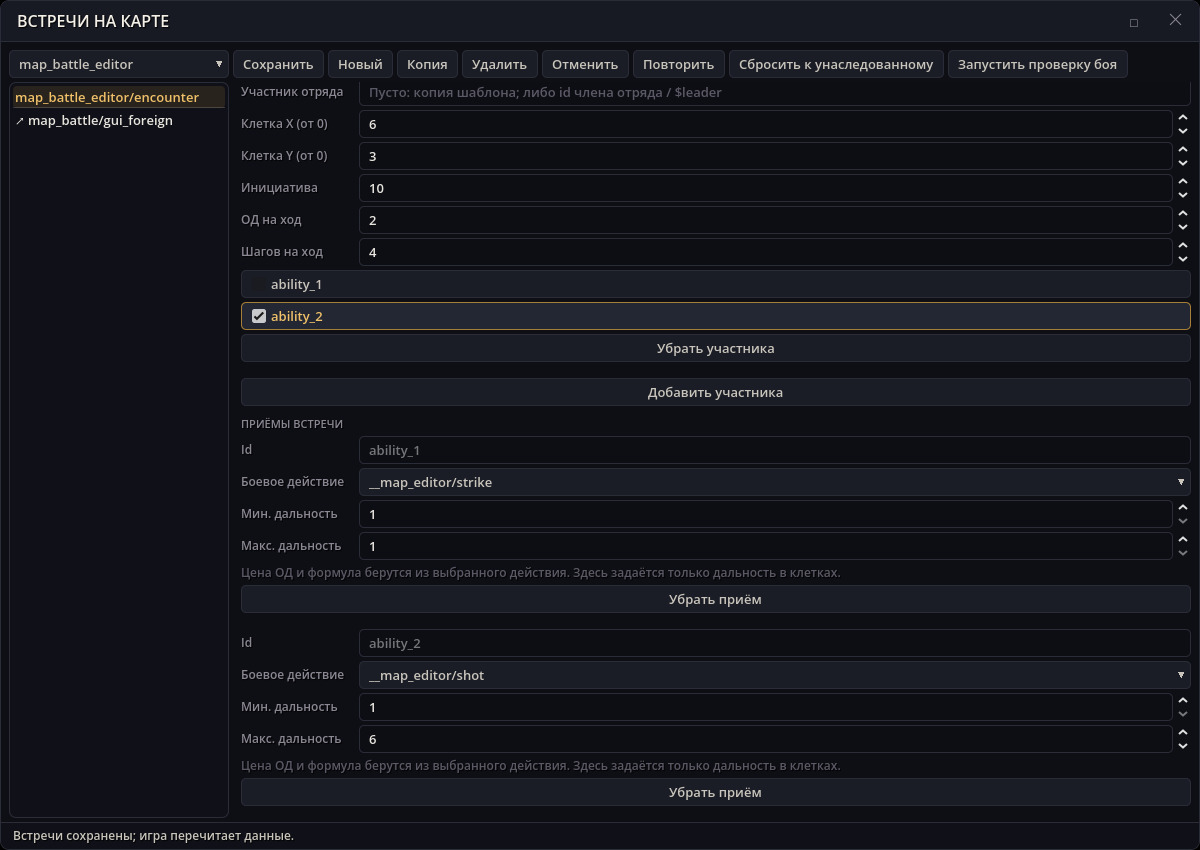 ВСТРЕЧИ НА КАРТЕ
map_battle_editor Сохранить Новый Копия Удалить Отменить Повторить Сбросить к унаследованному Запустить проверку боя
map_battle_editor/encounter
map_battle/gui_foreign
Участник отряда Пусто: копия шаблона; либо id члена отряда / $leader
Клетка X (от 0) 6
Клетка Y (от 0) 3
Инициатива 10
ОД на ход 2
Шагов на ход 4
ability_1
ability_2
Убрать участника
Добавить участника
ПРИЁМЫ ВСТРЕЧИ
Id ability_1
Боевое действие __map_editor/strike
Мин. дальность 1
Макс. дальность 1
Цена ОД и формула берутся из выбранного действия. Здесь задаётся только дальность в клетках.
Убрать приём
Id ability_2
Боевое действие __map_editor/shot
Мин. дальность 1
Макс. дальность 6
Цена ОД и формула берутся из выбранного действия. Здесь задаётся только дальность в клетках.
Убрать приём
Встречи сохранены; игра перечитает данные.